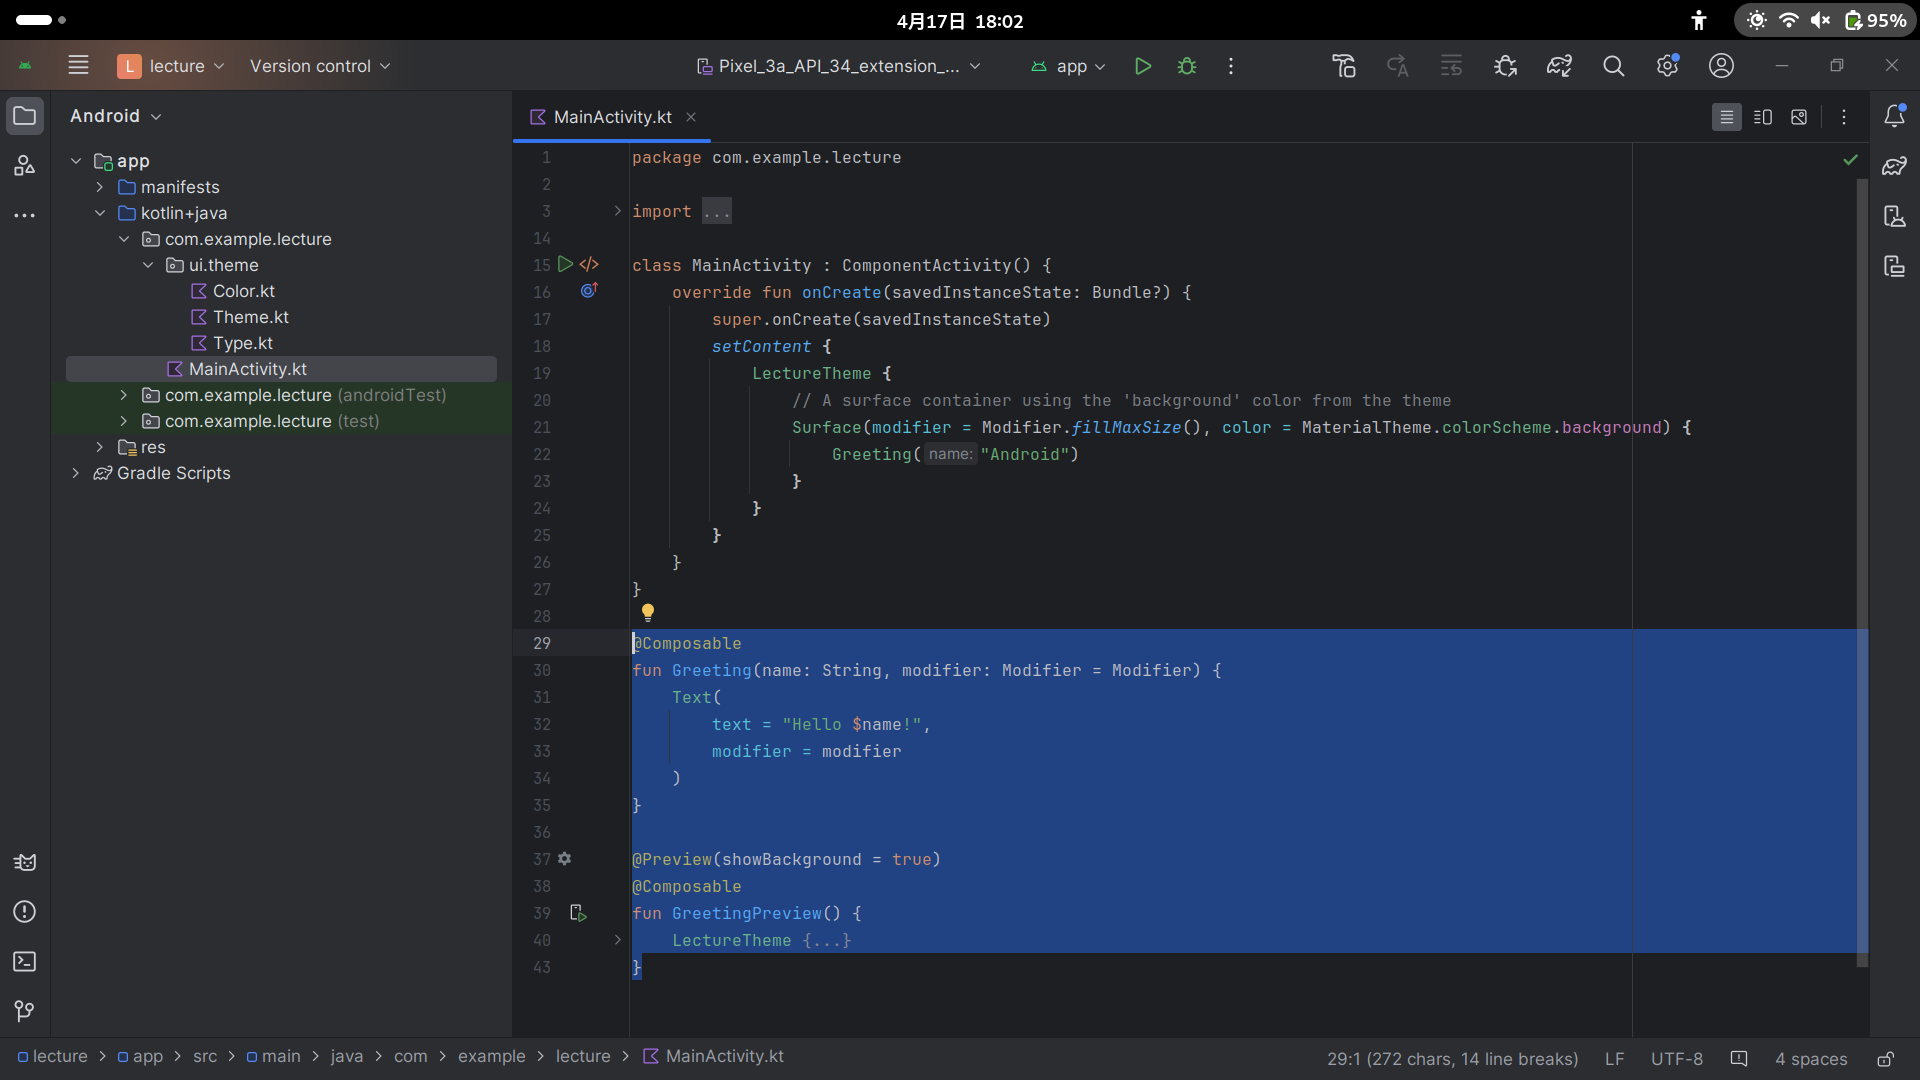 4月17日 18:02
95%
L lecture
Version control
Pixel_3a_API_34_extension_...
app
Android
MainActivity.kt
app
manifests
kotlin+java
com.example.lecture
ui.theme
Color.kt
Theme.kt
Type.kt
MainActivity.kt
com.example.lecture (androidTest)
com.example.lecture (test)
res
Gradle Scripts
1 package com.example.lecture
2
3 import ...
14
15 class MainActivity : ComponentActivity() {
16 override fun onCreate(savedInstanceState: Bundle?) {
17 super.onCreate(savedInstanceState)
18 setContent {
19 LectureTheme {
20 // A surface container using the 'background' color from the theme
21 Surface(modifier = Modifier.fillMaxSize(), color = MaterialTheme.colorScheme.background) {
22 Greeting( name: "Android")
23 }
24 }
25 }
26 }
27 }
28
29 @Composable
30 fun Greeting(name: String, modifier: Modifier = Modifier) {
31 Text(
32 text = "Hello $name!",
33 modifier = modifier
34 )
35 }
36
37 @Preview(showBackground = true)
38 @Composable
39 fun GreetingPreview() {
40 LectureTheme {...}
43 }
lecture > app > src > main > java > com > example > lecture > MainActivity.kt
29:1 (272 chars, 14 line breaks) LF UTF-8 4 spaces